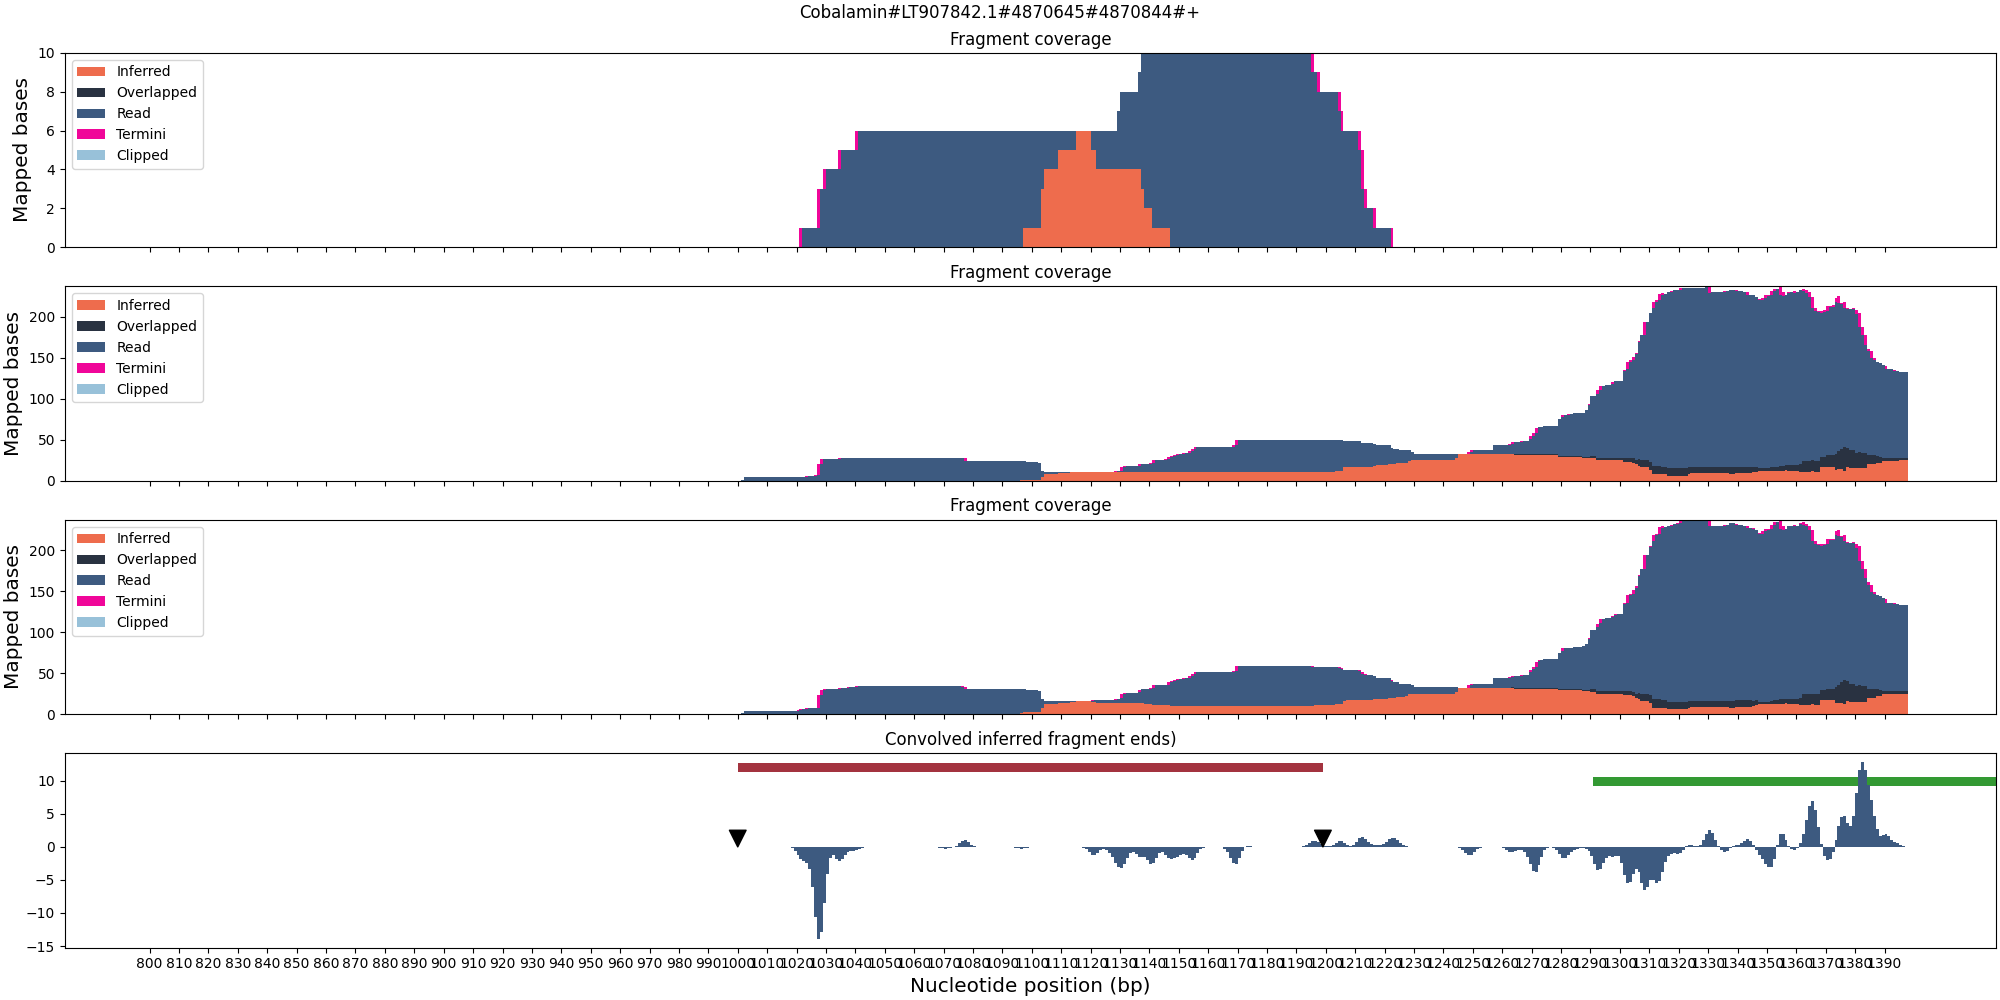 Cobalamin#LT907842.1#4870645#4870844#+
Fragment coverage
10
8
6
4
2
0
Mapped bases
Inferred
Overlapped
Read
Termini
Clipped
Fragment coverage
200
150
100
50
0
Mapped bases
Inferred
Overlapped
Read
Termini
Clipped
Fragment coverage
200
150
100
50
0
Mapped bases
Inferred
Overlapped
Read
Termini
Clipped
Convolved inferred fragment ends)
10
5
0
−5
−10
−15
800 810 820 830 840 850 860 870 880 890 900 910 920 930 940 950 960 970 980 990 1000 1010 1020 1030 1040 1050 1060 1070 1080 1090 1100 1110 1120 1130 1140 1150 1160 1170 1180 1190 1200 1210 1220 1230 1240 1250 1260 1270 1280 1290 1300 1310 1320 1330 1340 1350 1360 1370 1380 1390
Nucleotide position (bp)